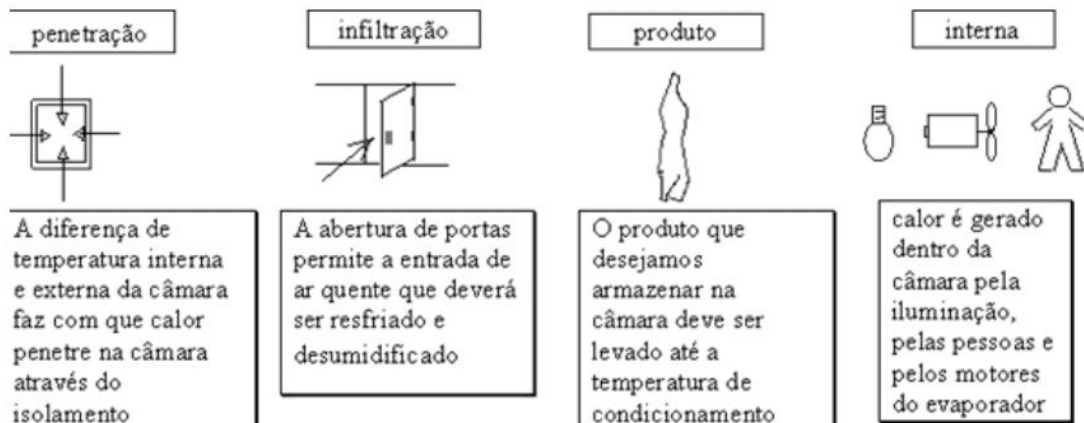 penetração
A diferença de
temperatura interna
e externa da câmara
faz com que calor
penetre na câmara
através do
isolamento
infiltração
A abertura de portas
permite a entrada de
ar quente que deverá
ser resfriado e
desumidificado
produto
O produto que
desejamos
armazenar na
câmara deve ser
levado até a
temperatura de
condicionamento
interna
calor é gerado
dentro da
câmara pela
iluminação,
pelas pessoas e
pelos motores
do evaporador